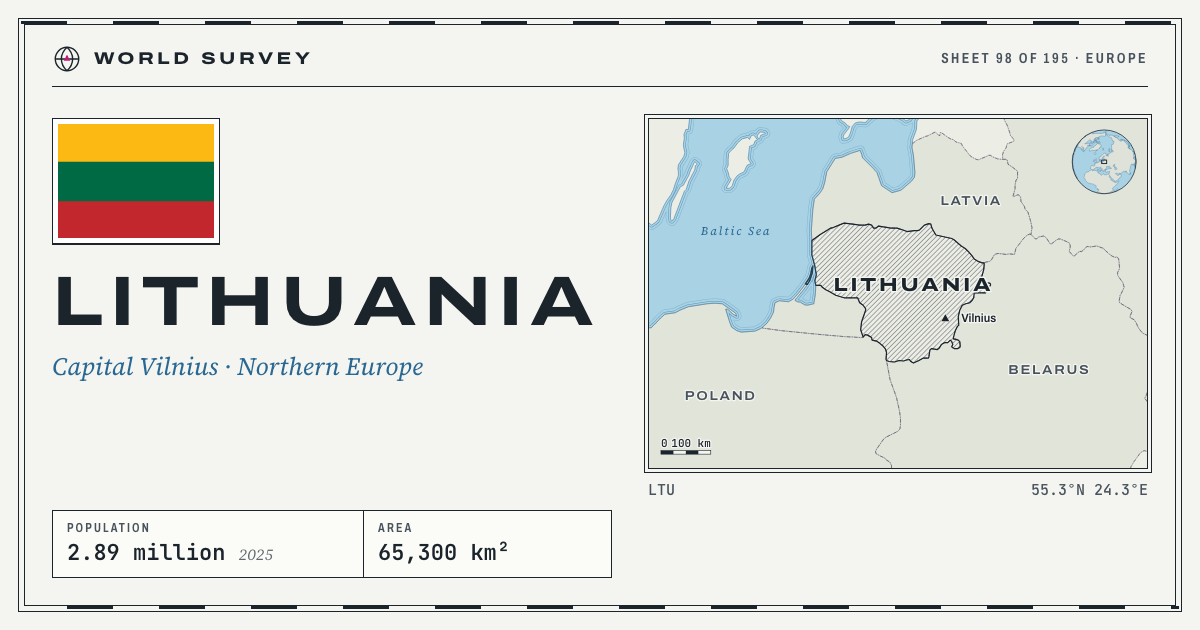 WORLD SURVEY
SHEET 98 OF 195 · EUROPE
LITHUANIA
Capital Vilnius · Northern Europe
POPULATION
2.89 million 2025
AREA
65,300 km²
LATVIA
Baltic Sea
LITHUANIA
Vilnius
BELARUS
POLAND
0 100 km
LTU
55.3°N 24.3°E